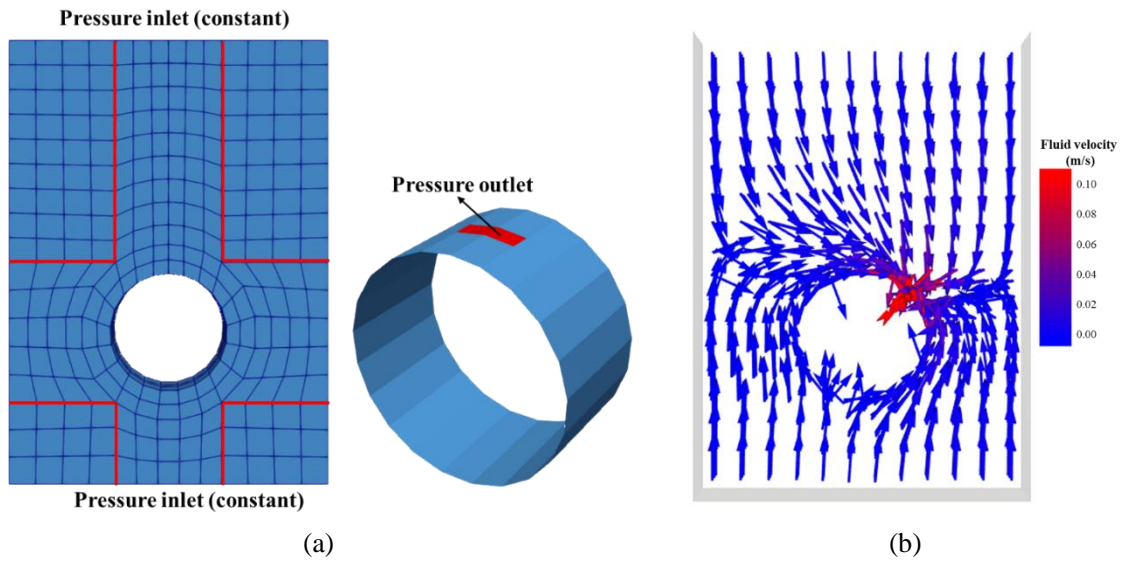 Pressure inlet (constant)
Pressure outlet
Pressure inlet (constant)
Fluid velocity
(m/s)
0.10
0.08
0.06
0.04
0.02
0.00
(a)
(b)